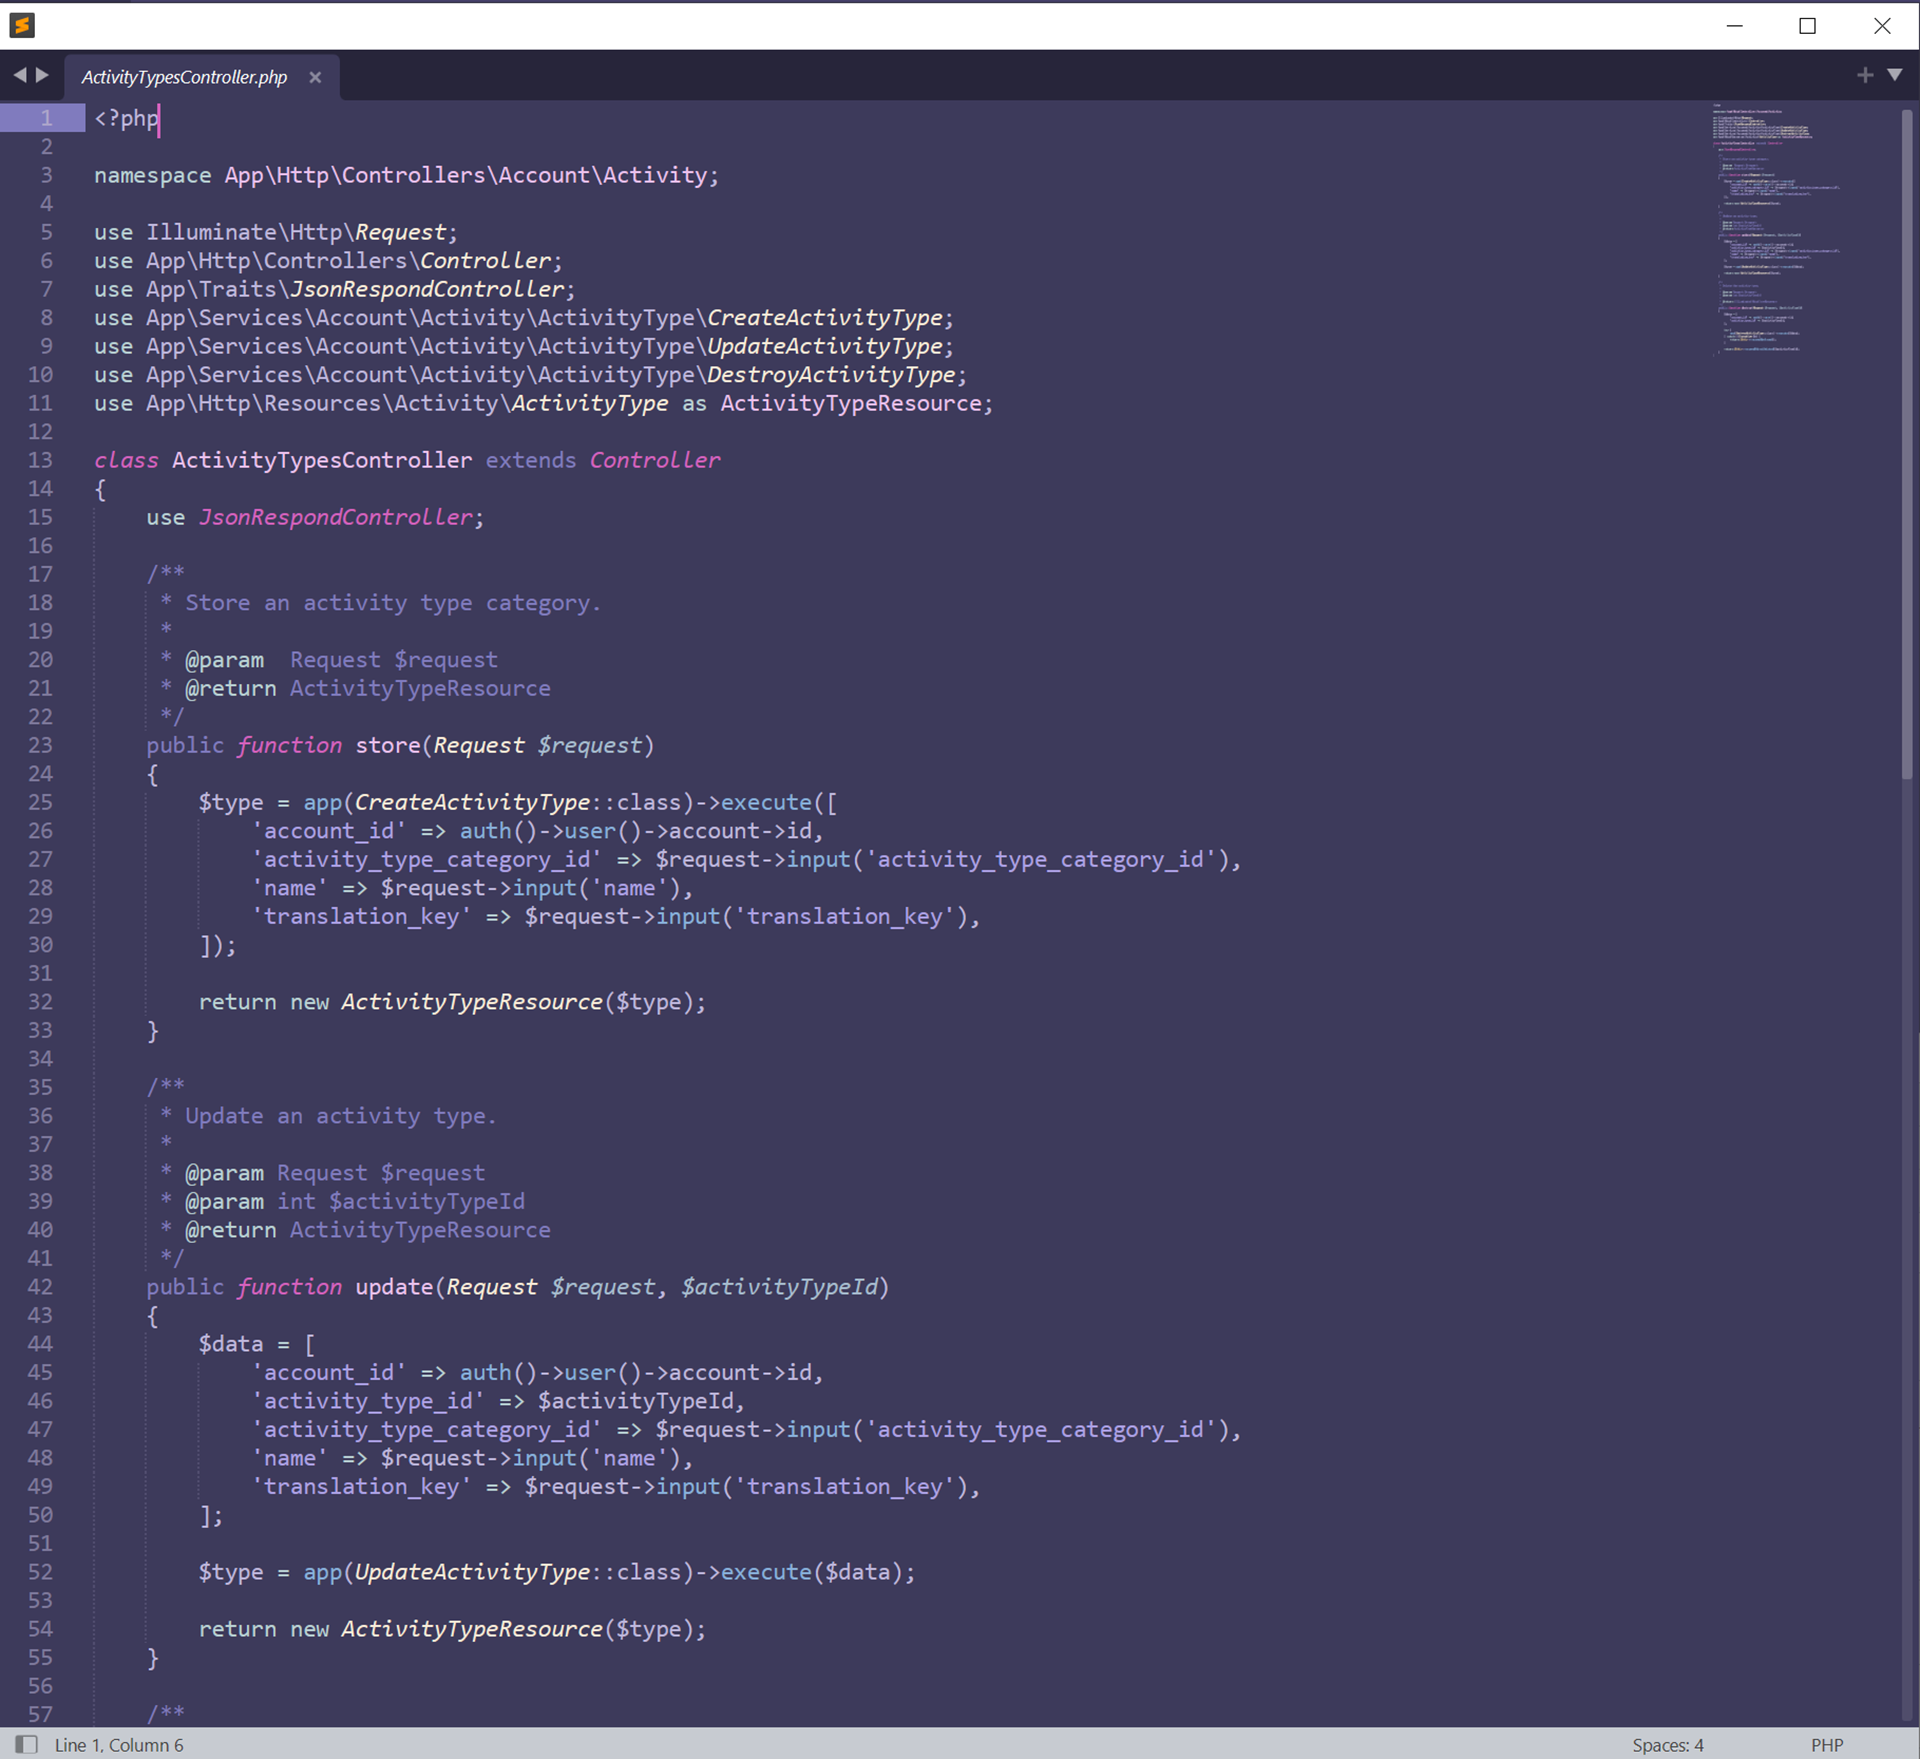 ActivityTypesController.php
1 <?php
2
3 namespace App\Http\Controllers\Account\Activity;
4
5 use Illuminate\Http\Request;
6 use App\Http\Controllers\Controller;
7 use App\Traits\JsonRespondController;
8 use App\Services\Account\Activity\ActivityType\CreateActivityType;
9 use App\Services\Account\Activity\ActivityType\UpdateActivityType;
10 use App\Services\Account\Activity\ActivityType\DestroyActivityType;
11 use App\Http\Resources\Activity\ActivityType as ActivityTypeResource;
12
13 class ActivityTypesController extends Controller
14 {
15     use JsonRespondController;
16
17     /**
18      * Store an activity type category.
19      *
20      * @param  Request $request
21      * @return ActivityTypeResource
22      */
23     public function store(Request $request)
24     {
25         $type = app(CreateActivityType::class)->execute([
26             'account_id' => auth()->user()->account->id,
27             'activity_type_category_id' => $request->input('activity_type_category_id'),
28             'name' => $request->input('name'),
29             'translation_key' => $request->input('translation_key'),
30         ]);
31
32         return new ActivityTypeResource($type);
33     }
34
35     /**
36      * Update an activity type.
37      *
38      * @param Request $request
39      * @param int $activityTypeId
40      * @return ActivityTypeResource
41      */
42     public function update(Request $request, $activityTypeId)
43     {
44         $data = [
45             'account_id' => auth()->user()->account->id,
46             'activity_type_id' => $activityTypeId,
47             'activity_type_category_id' => $request->input('activity_type_category_id'),
48             'name' => $request->input('name'),
49             'translation_key' => $request->input('translation_key'),
50         ];
51
52         $type = app(UpdateActivityType::class)->execute($data);
53
54         return new ActivityTypeResource($type);
55     }
56
57     /**
Line 1, Column 6
Spaces: 4
PHP